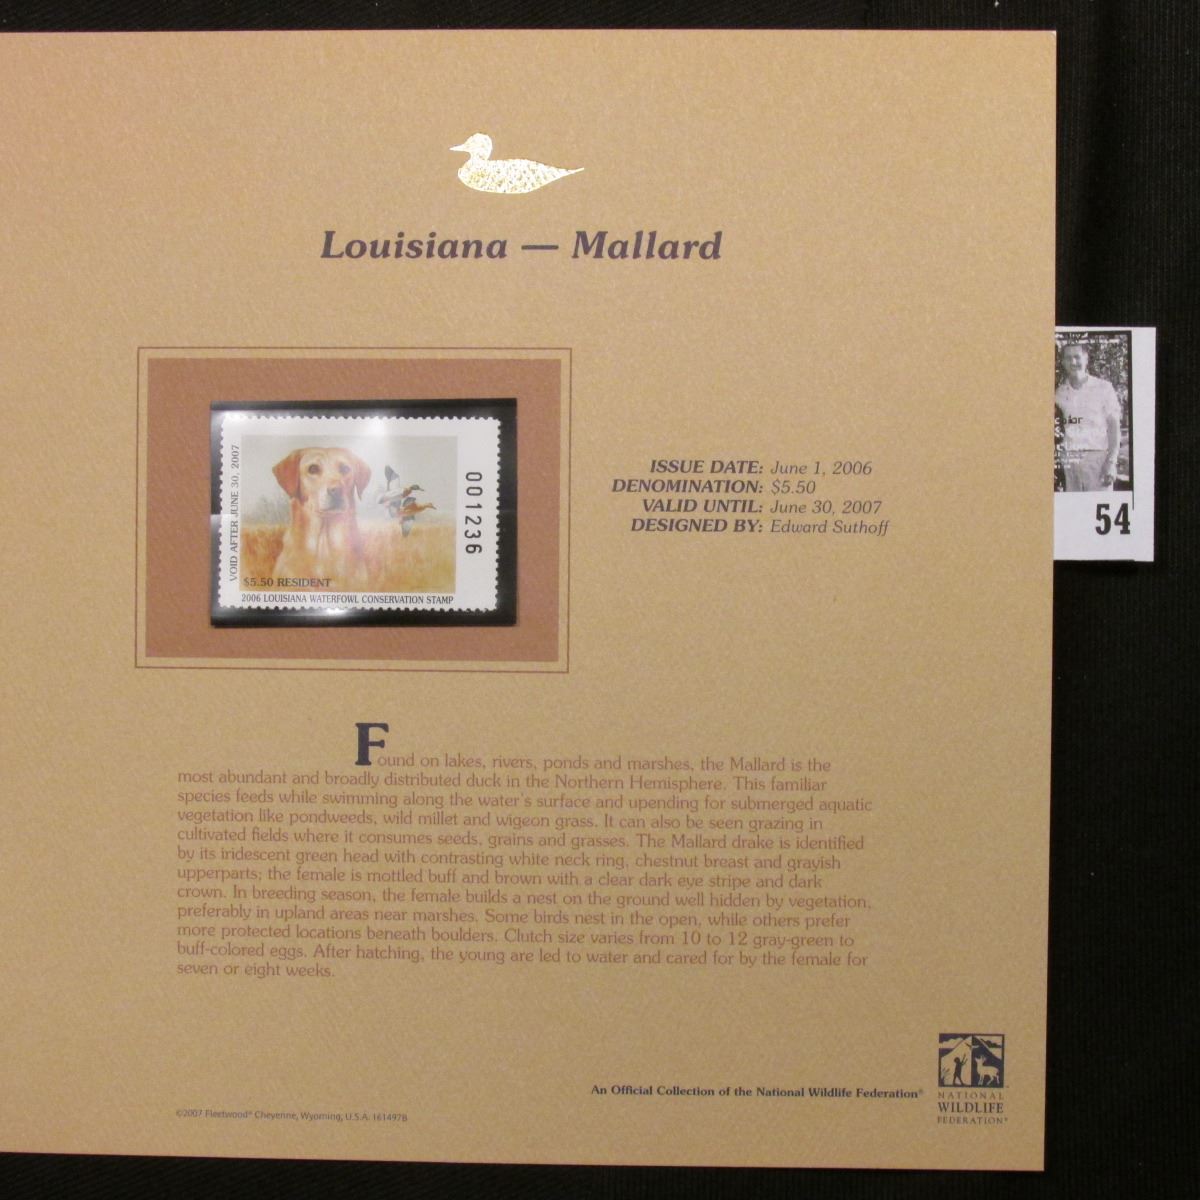 Louisiana — Mallard
VOID AFTER JUNE 30, 2007
001236
$5.50 RESIDENT
2006 LOUISIANA WATERFOWL CONSERVATION STAMP
ISSUE DATE: June 1, 2006
DENOMINATION: $5.50
VALID UNTIL: June 30, 2007
DESIGNED BY: Edward Suthoff
54
Found on lakes, rivers, ponds and marshes, the Mallard is the
most abundant and broadly distributed duck in the Northern Hemisphere. This familiar
species feeds while swimming along the water's surface and upending for submerged aquatic
vegetation like pondweeds, wild millet and wigeon grass. It can also be seen grazing in
cultivated fields where it consumes seeds, grains and grasses. The Mallard drake is identified
by its iridescent green head with contrasting white neck ring, chestnut breast and grayish
upperparts; the female is mottled buff and brown with a clear dark eye stripe and dark
crown. In breeding season, the female builds a nest on the ground well hidden by vegetation,
preferably in upland areas near marshes. Some birds nest in the open, while others prefer
more protected locations beneath boulders. Clutch size varies from 10 to 12 gray-green to
buff-colored eggs. After hatching, the young are led to water and cared for by the female for
seven or eight weeks.
An Official Collection of the National Wildlife Federation®
NATIONAL
WILDLIFE
FEDERATION®
©2007 Fleetwood® Cheyenne, Wyoming, U.S.A. 161497B